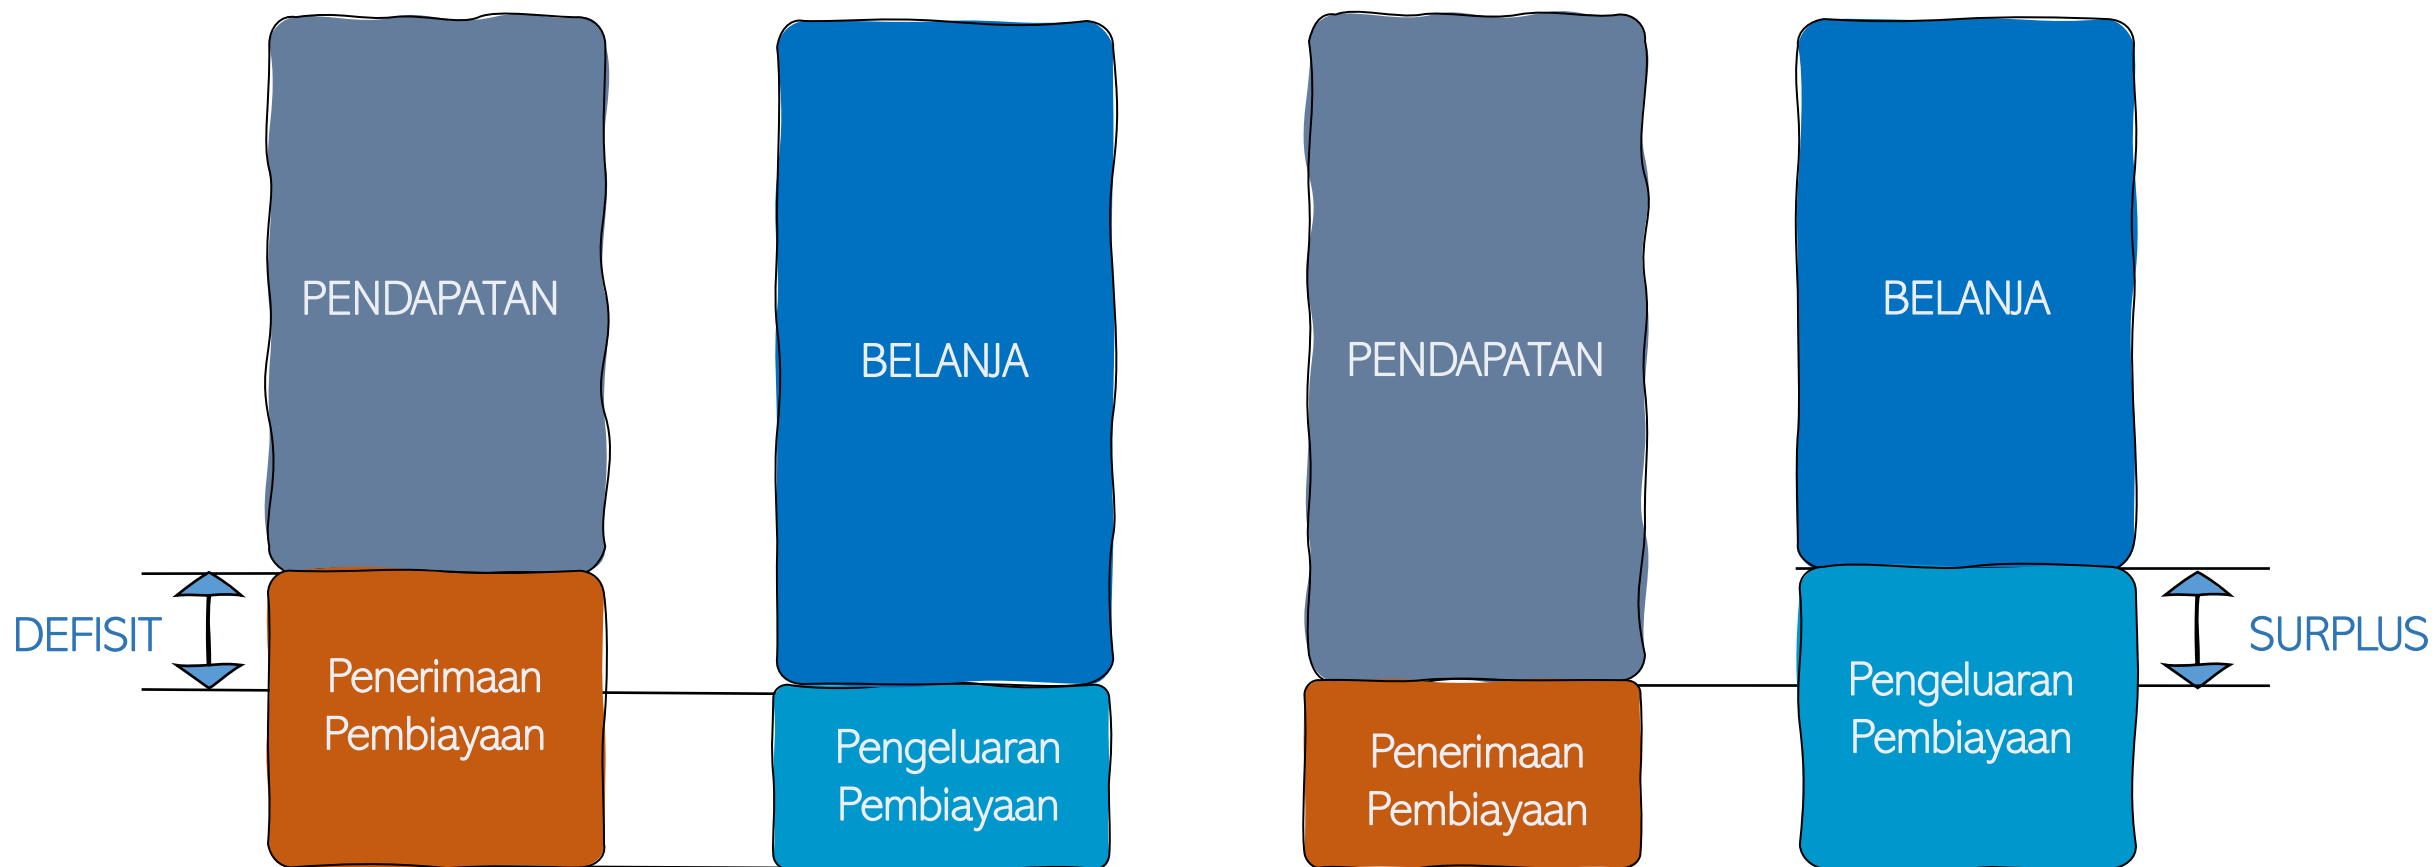 PENDAPATAN
Penerimaan
Pembiayaan
DEFISIT
BELANJA
Pengeluaran
Pembiayaan
PENDAPATAN
Penerimaan
Pembiayaan
BELANJA
Pengeluaran
Pembiayaan
SURPLUS